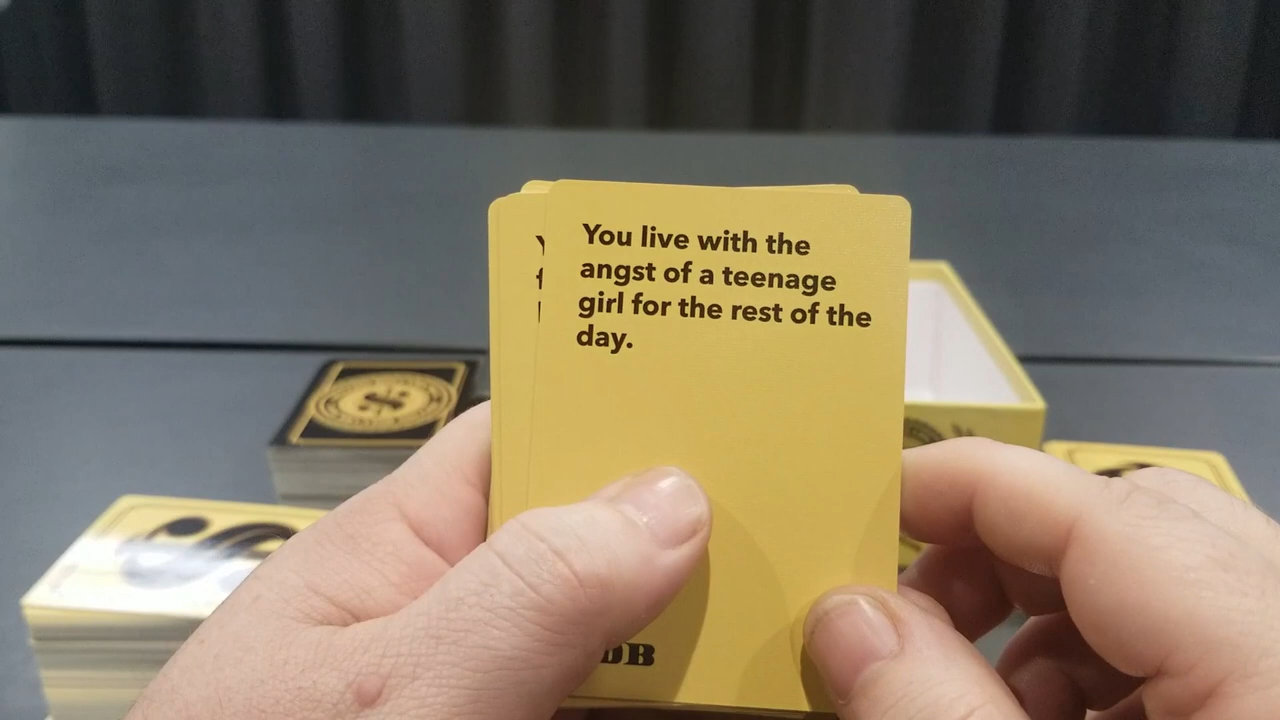 You live with the
angst of a teenage
girl for the rest of the
day.
DB